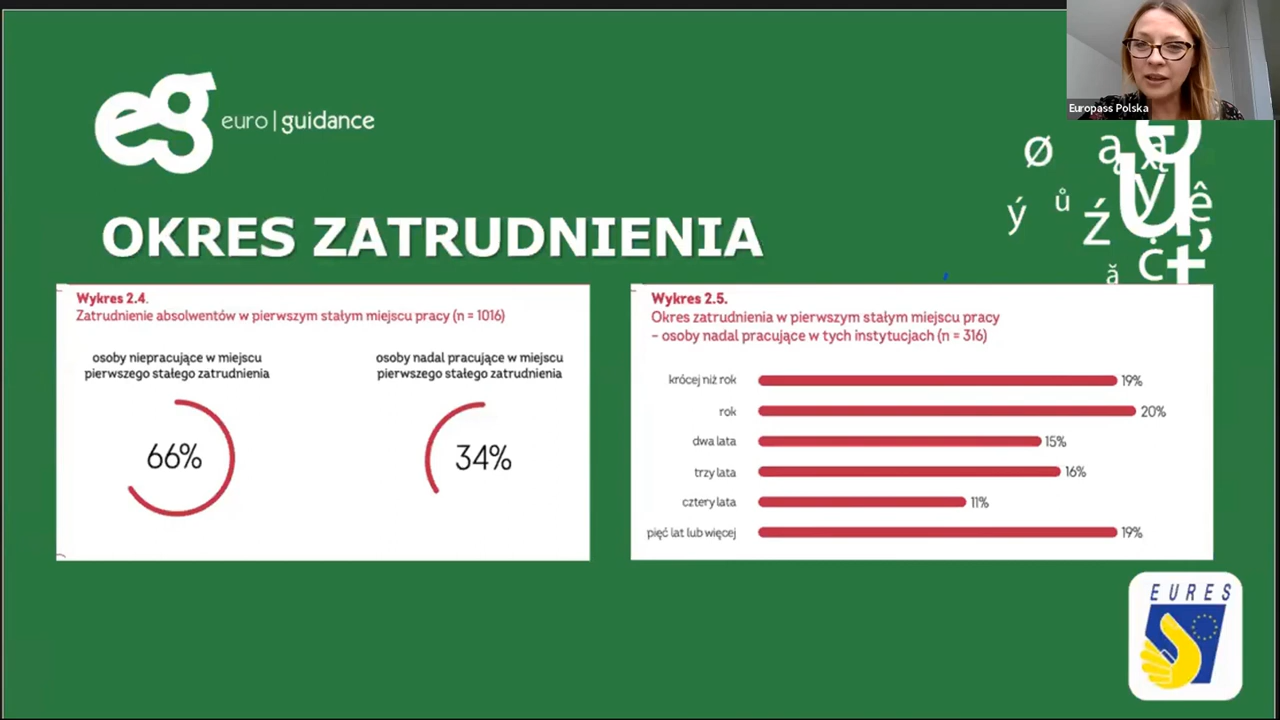 Europass Polska
eg euro | guidance
Ø ą ý ů ź u y ê ă ç
OKRES ZATRUDNIENIA
Wykres 2.4.
Zatrudnienie absolwentów w pierwszym stałym miejscu pracy (n = 1016)
osoby niepracujące w miejscu
pierwszego stałego zatrudnienia
66%
osoby nadal pracujące w miejscu
pierwszego stałego zatrudnienia
34%
Wykres 2.5.
Okres zatrudnienia w pierwszym stałym miejscu pracy
– osoby nadal pracujące w tych instytucjach (n = 316)
krócej niż rok 19%
rok 20%
dwa lata 15%
trzy lata 16%
cztery lata 11%
pięć lat lub więcej 19%
EURES